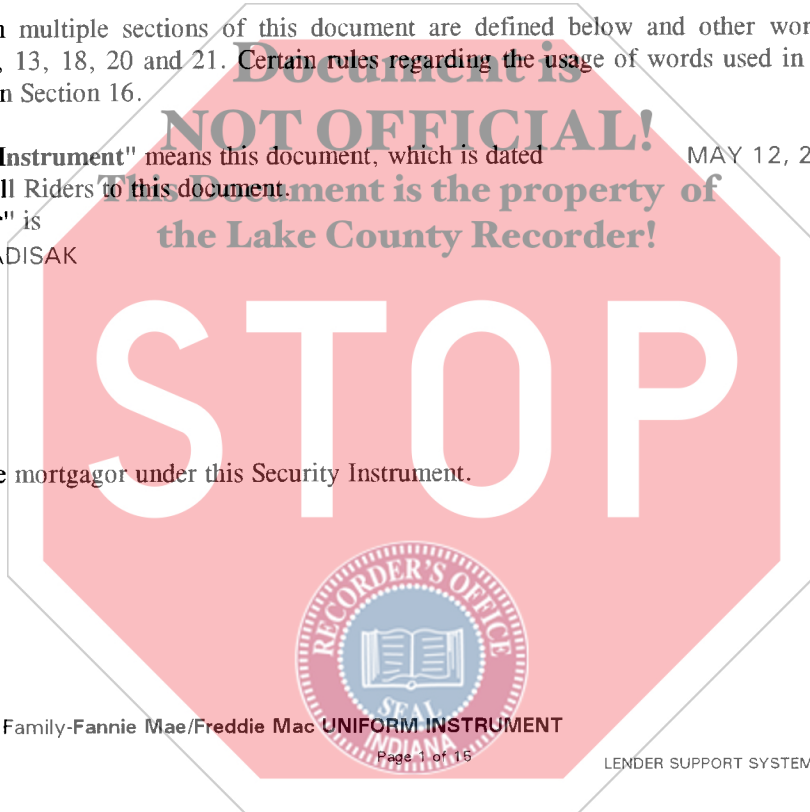 n multiple sections of this document are defined below and other wor
, 13, 18, 20 and 21. Certain rules regarding the usage of words used in
n Section 16.
Document is
NOT OFFICIAL!
This Document is the property of
the Lake County Recorder!
Instrument" means this document, which is dated MAY 12, 2
ll Riders to this document.
" is
ADISAK
STOP
e mortgagor under this Security Instrument.
RECORDER'S OFFICE
SEAL
INDIANA
Family-Fannie Mae/Freddie Mac UNIFORM INSTRUMENT
Page 1 of 15
LENDER SUPPORT SYSTEM